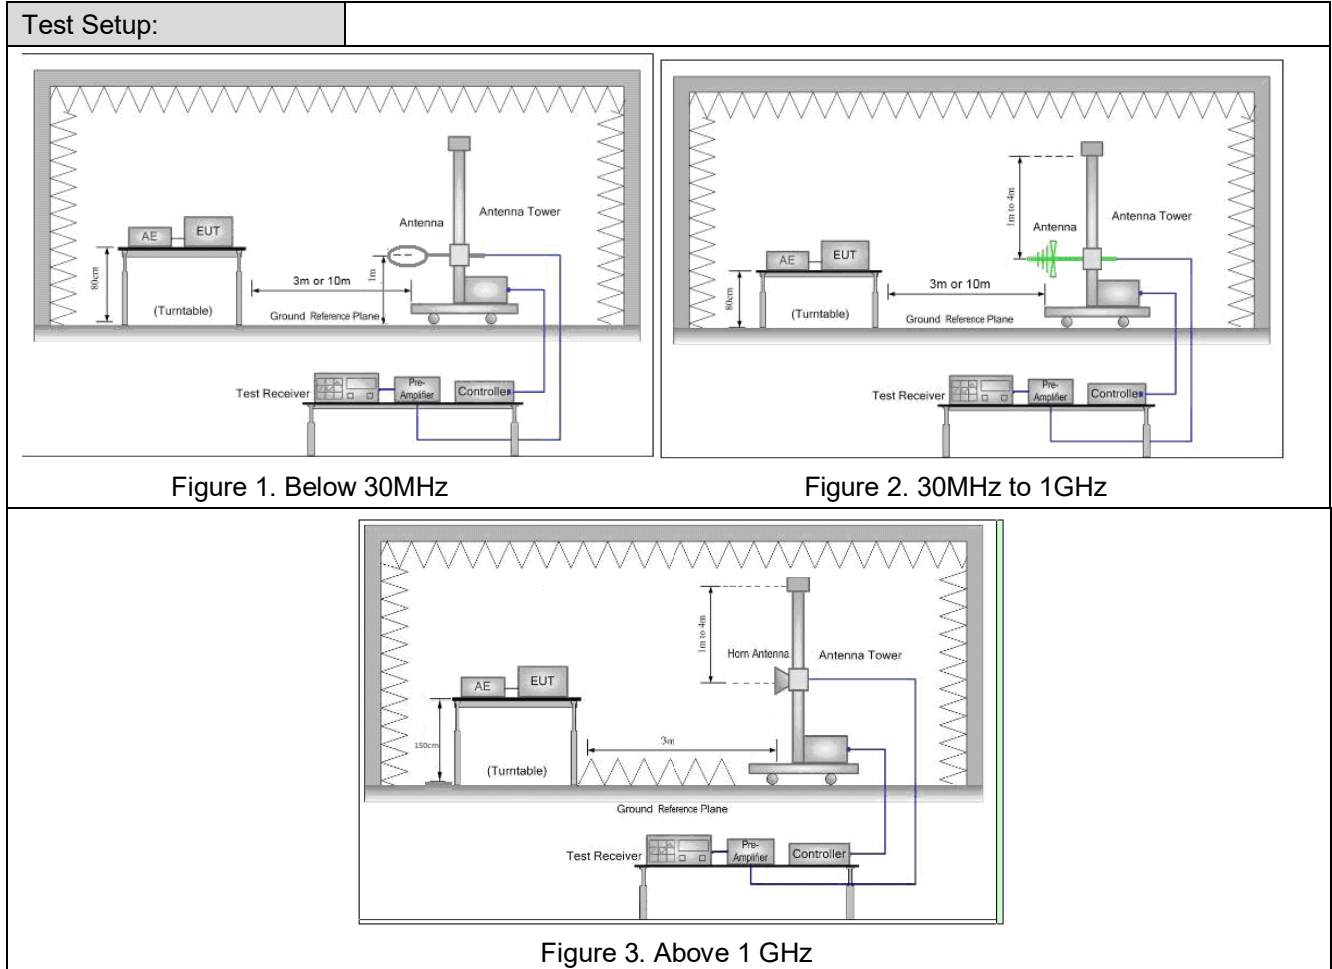 Test Setup:
Antenna
Antenna Tower
AE
EUT
80cm
1m
3m or 10m
(Turntable)
Ground Reference Plane
Test Receiver
Pre-
Amplifier
Controller
Figure 1. Below 30MHz
1m to 4m
Antenna
Antenna Tower
AE
EUT
80cm
3m or 10m
(Turntable)
Ground Reference Plane
Test Receiver
Pre-
Amplifier
Controller
Figure 2. 30MHz to 1GHz
1m to 4m
Horn Antenna
Antenna Tower
AE
EUT
150cm
3m
(Turntable)
Ground Reference Plane
Test Receiver
Pre-
Amplifier
Controller
Figure 3. Above 1 GHz